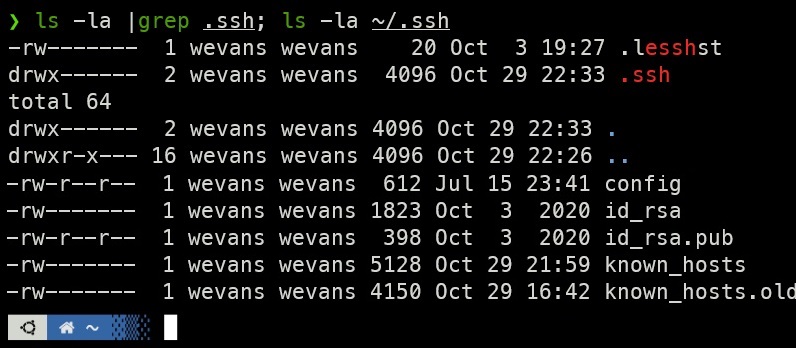 ❯ ls -la |grep .ssh; ls -la ~/.ssh
-rw------- 1 wevans wevans 20 Oct 3 19:27 .lesshst
drwx------ 2 wevans wevans 4096 Oct 29 22:33 .ssh
total 64
drwx------ 2 wevans wevans 4096 Oct 29 22:33 .
drwxr-x--- 16 wevans wevans 4096 Oct 29 22:26 ..
-rw-r--r-- 1 wevans wevans 612 Jul 15 23:41 config
-rw------- 1 wevans wevans 1823 Oct 3 2020 id_rsa
-rw-r--r-- 1 wevans wevans 398 Oct 3 2020 id_rsa.pub
-rw------- 1 wevans wevans 5128 Oct 29 21:59 known_hosts
-rw------- 1 wevans wevans 4150 Oct 29 16:42 known_hosts.old
~